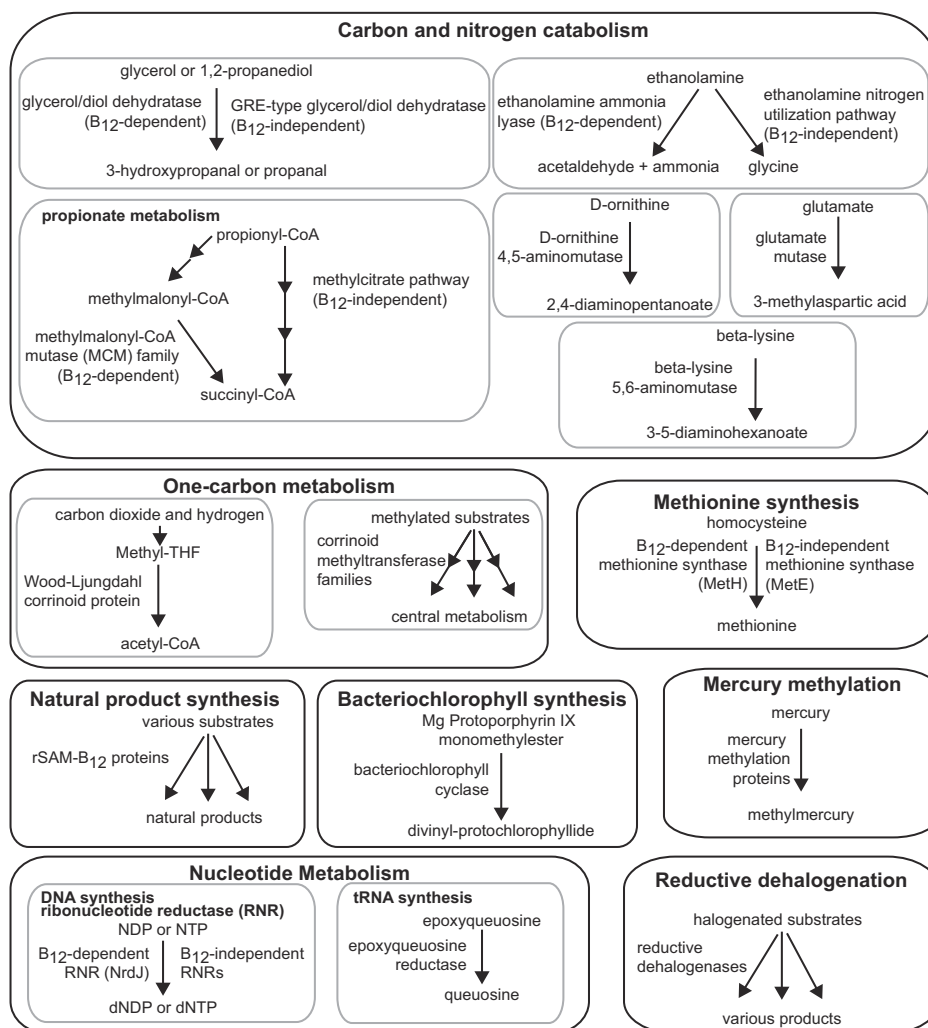 Carbon and nitrogen catabolism
glycerol or 1,2-propanediol
glycerol/diol dehydratase
(B12-dependent)
GRE-type glycerol/diol dehydratase
(B12-independent)
3-hydroxypropanal or propanal
ethanolamine
ethanolamine ammonia
lyase (B12-dependent)
ethanolamine nitrogen
utilization pathway
(B12-independent)
acetaldehyde + ammonia
glycine
propionate metabolism
propionyl-CoA
methylmalonyl-CoA
methylcitrate pathway
(B12-independent)
methylmalonyl-CoA
mutase (MCM) family
(B12-dependent)
succinyl-CoA
D-ornithine
D-ornithine
4,5-aminomutase
2,4-diaminopentanoate
glutamate
glutamate
mutase
3-methylaspartic acid
beta-lysine
beta-lysine
5,6-aminomutase
3-5-diaminohexanoate
One-carbon metabolism
carbon dioxide and hydrogen
Methyl-THF
Wood-Ljungdahl
corrinoid protein
acetyl-CoA
methylated substrates
corrinoid
methyltransferase
families
central metabolism
Methionine synthesis
homocysteine
B12-dependent
methionine synthase
(MetH)
B12-independent
methionine synthase
(MetE)
methionine
Natural product synthesis
various substrates
rSAM-B12 proteins
natural products
Bacteriochlorophyll synthesis
Mg Protoporphyrin IX
monomethylester
bacteriochlorophyll
cyclase
divinyl-protochlorophyllide
Mercury methylation
mercury
mercury
methylation
proteins
methylmercury
Nucleotide Metabolism
DNA synthesis
ribonucleotide reductase (RNR)
NDP or NTP
B12-dependent
RNR (NrdJ)
B12-independent
RNRs
dNDP or dNTP
tRNA synthesis
epoxyqueuosine
epoxyqueuosine
reductase
queuosine
Reductive dehalogenation
halogenated substrates
reductive
dehalogenases
various products